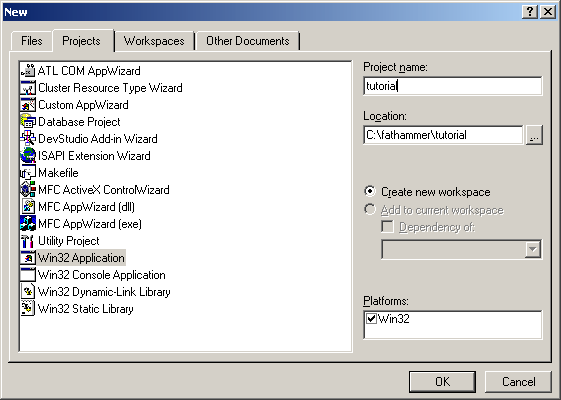 New
Files
Projects
Workspaces
Other Documents
ATL COM AppWizard
Cluster Resource Type Wizard
Custom AppWizard
Database Project
DevStudio Add-in Wizard
ISAPI Extension Wizard
Makefile
MFC ActiveX ControlWizard
MFC AppWizard (dll)
MFC AppWizard (exe)
Utility Project
Win32 Application
Win32 Console Application
Win32 Dynamic-Link Library
Win32 Static Library
Project name:
tutorial
Location:
C:\fathammer\tutorial
...
Create new workspace
Add to current workspace
Dependency of:
Platforms:
Win32
OK
Cancel